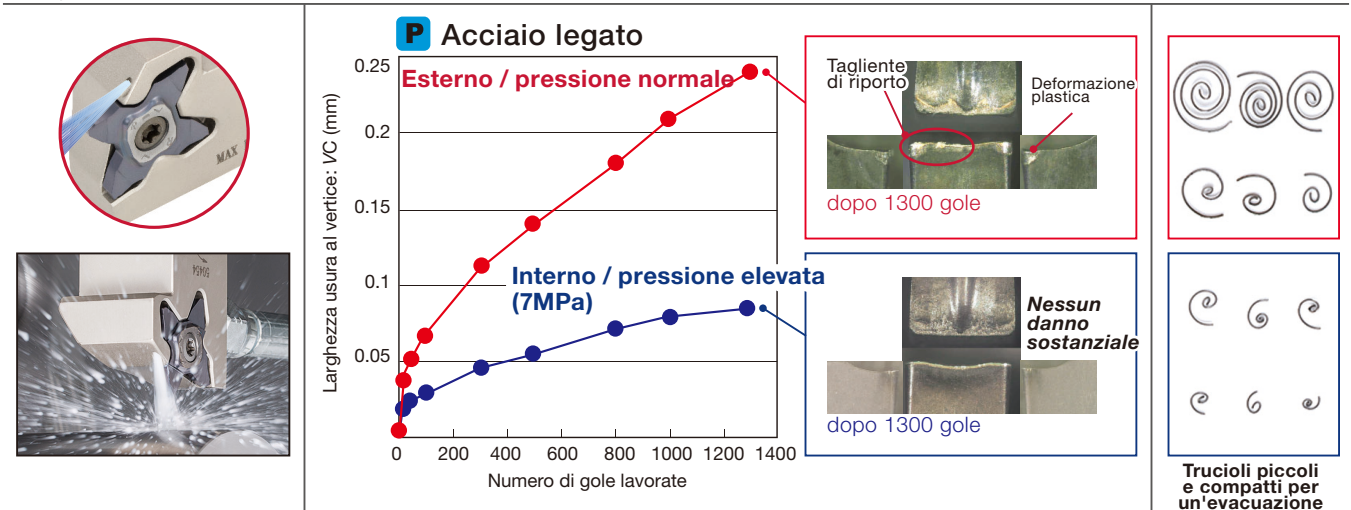 P Acciaio legato
0.25
0.2
0.15
0.1
0.05
Larghezza usura al vertice: VC (mm)
Esterno / pressione normale
Interno / pressione elevata
(7MPa)
0 200 400 600 800 1000 1200 1400
Numero di gole lavorate
Tagliente
di riporto
Deformazione
plastica
dopo 1300 gole
Nessun
danno
sostanziale
dopo 1300 gole
Trucioli piccoli
e compatti per
un'evacuazione
MAX
50454